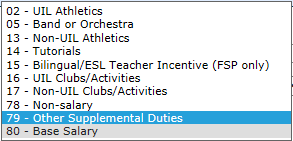 02 - UIL Athletics
05 - Band or Orchestra
13 - Non-UIL Athletics
14 - Tutorials
15 - Bilingual/ESL Teacher Incentive (FSP only)
16 - UIL Clubs/Activities
17 - Non-UIL Clubs/Activities
78 - Non-salary
79 - Other Supplemental Duties
80 - Base Salary